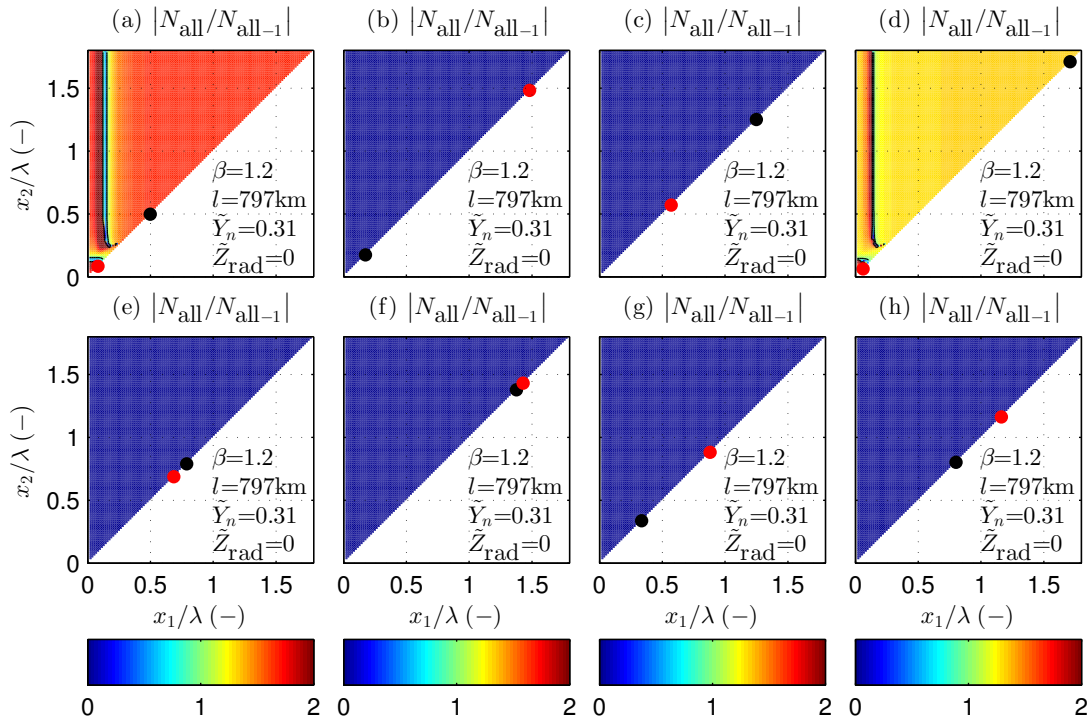 (a) |N_all/N_all−1| (b) |N_all/N_all−1| (c) |N_all/N_all−1| (d) |N_all/N_all−1|
x_2/λ (−)
1.5
1
0.5
0
β=1.2 β=1.2 β=1.2 β=1.2
l=797km l=797km l=797km l=797km
Ỹ_n=0.31 Ỹ_n=0.31 Ỹ_n=0.31 Ỹ_n=0.31
Z̃_rad=0 Z̃_rad=0 Z̃_rad=0 Z̃_rad=0
(e) |N_all/N_all−1| (f) |N_all/N_all−1| (g) |N_all/N_all−1| (h) |N_all/N_all−1|
x_2/λ (−)
1.5
1
0.5
0
β=1.2 β=1.2 β=1.2 β=1.2
l=797km l=797km l=797km l=797km
Ỹ_n=0.31 Ỹ_n=0.31 Ỹ_n=0.31 Ỹ_n=0.31
Z̃_rad=0 Z̃_rad=0 Z̃_rad=0 Z̃_rad=0
0 0.5 1 1.5 0 0.5 1 1.5 0 0.5 1 1.5 0 0.5 1 1.5
x_1/λ (−) x_1/λ (−) x_1/λ (−) x_1/λ (−)
0 1 2 0 1 2 0 1 2 0 1 2